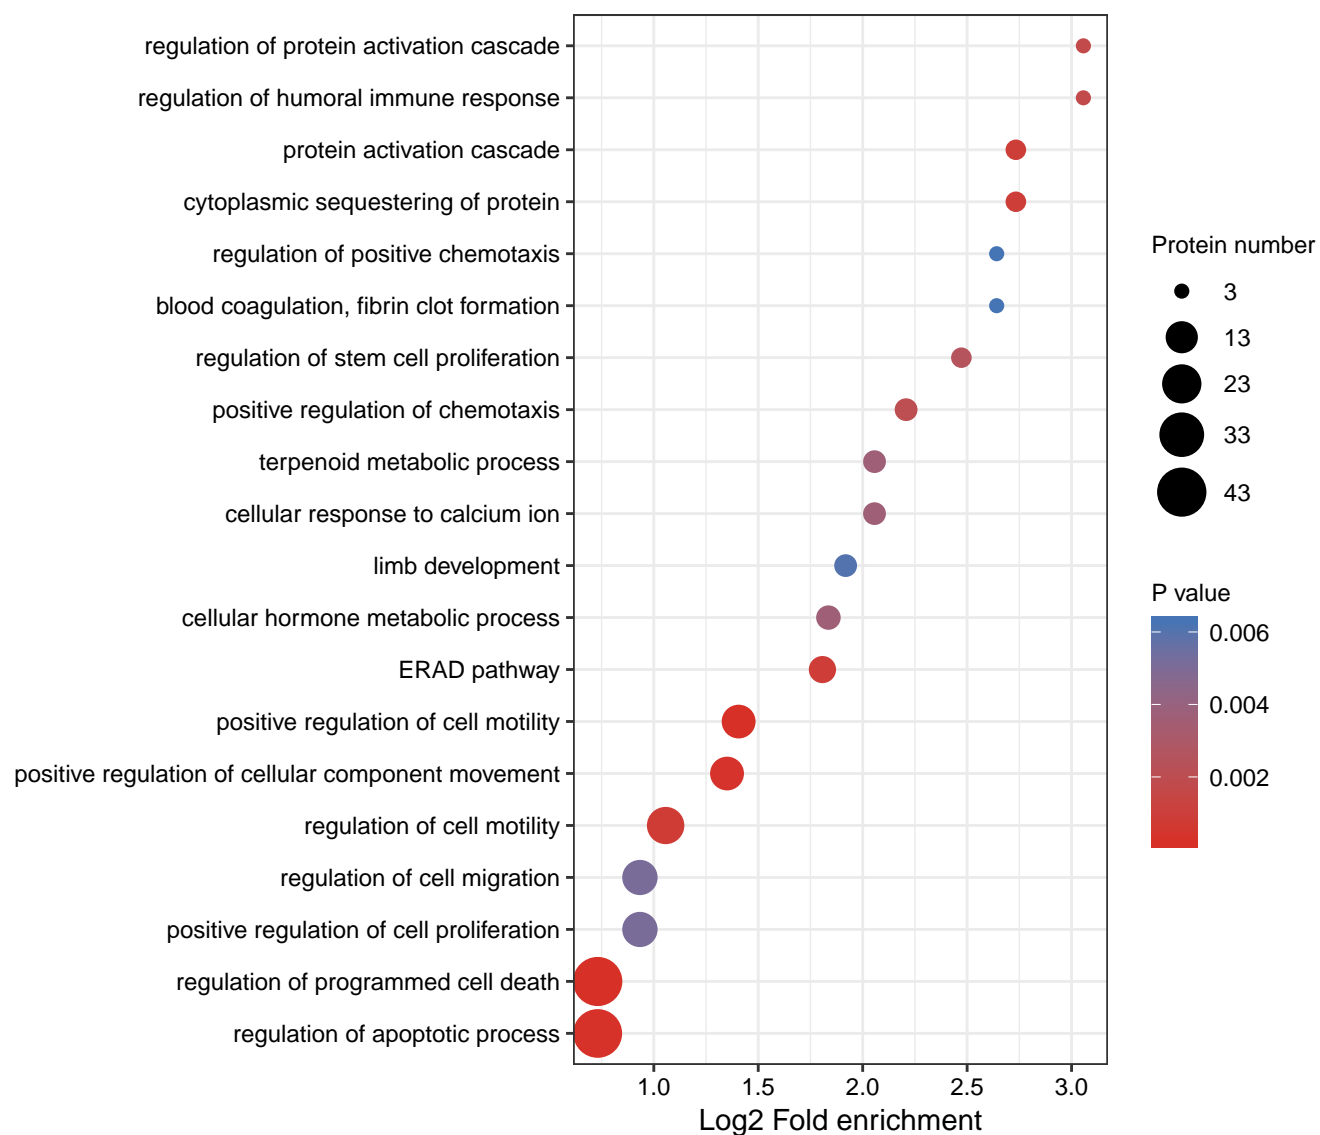 regulation of protein activation cascade
regulation of humoral immune response
protein activation cascade
cytoplasmic sequestering of protein
regulation of positive chemotaxis
blood coagulation, fibrin clot formation
regulation of stem cell proliferation
positive regulation of chemotaxis
terpenoid metabolic process
cellular response to calcium ion
limb development
cellular hormone metabolic process
ERAD pathway
positive regulation of cell motility
positive regulation of cellular component movement
regulation of cell motility
regulation of cell migration
positive regulation of cell proliferation
regulation of programmed cell death
regulation of apoptotic process
1.0 1.5 2.0 2.5 3.0
Log2 Fold enrichment
Protein number
3
13
23
33
43
P value
0.006
0.004
0.002